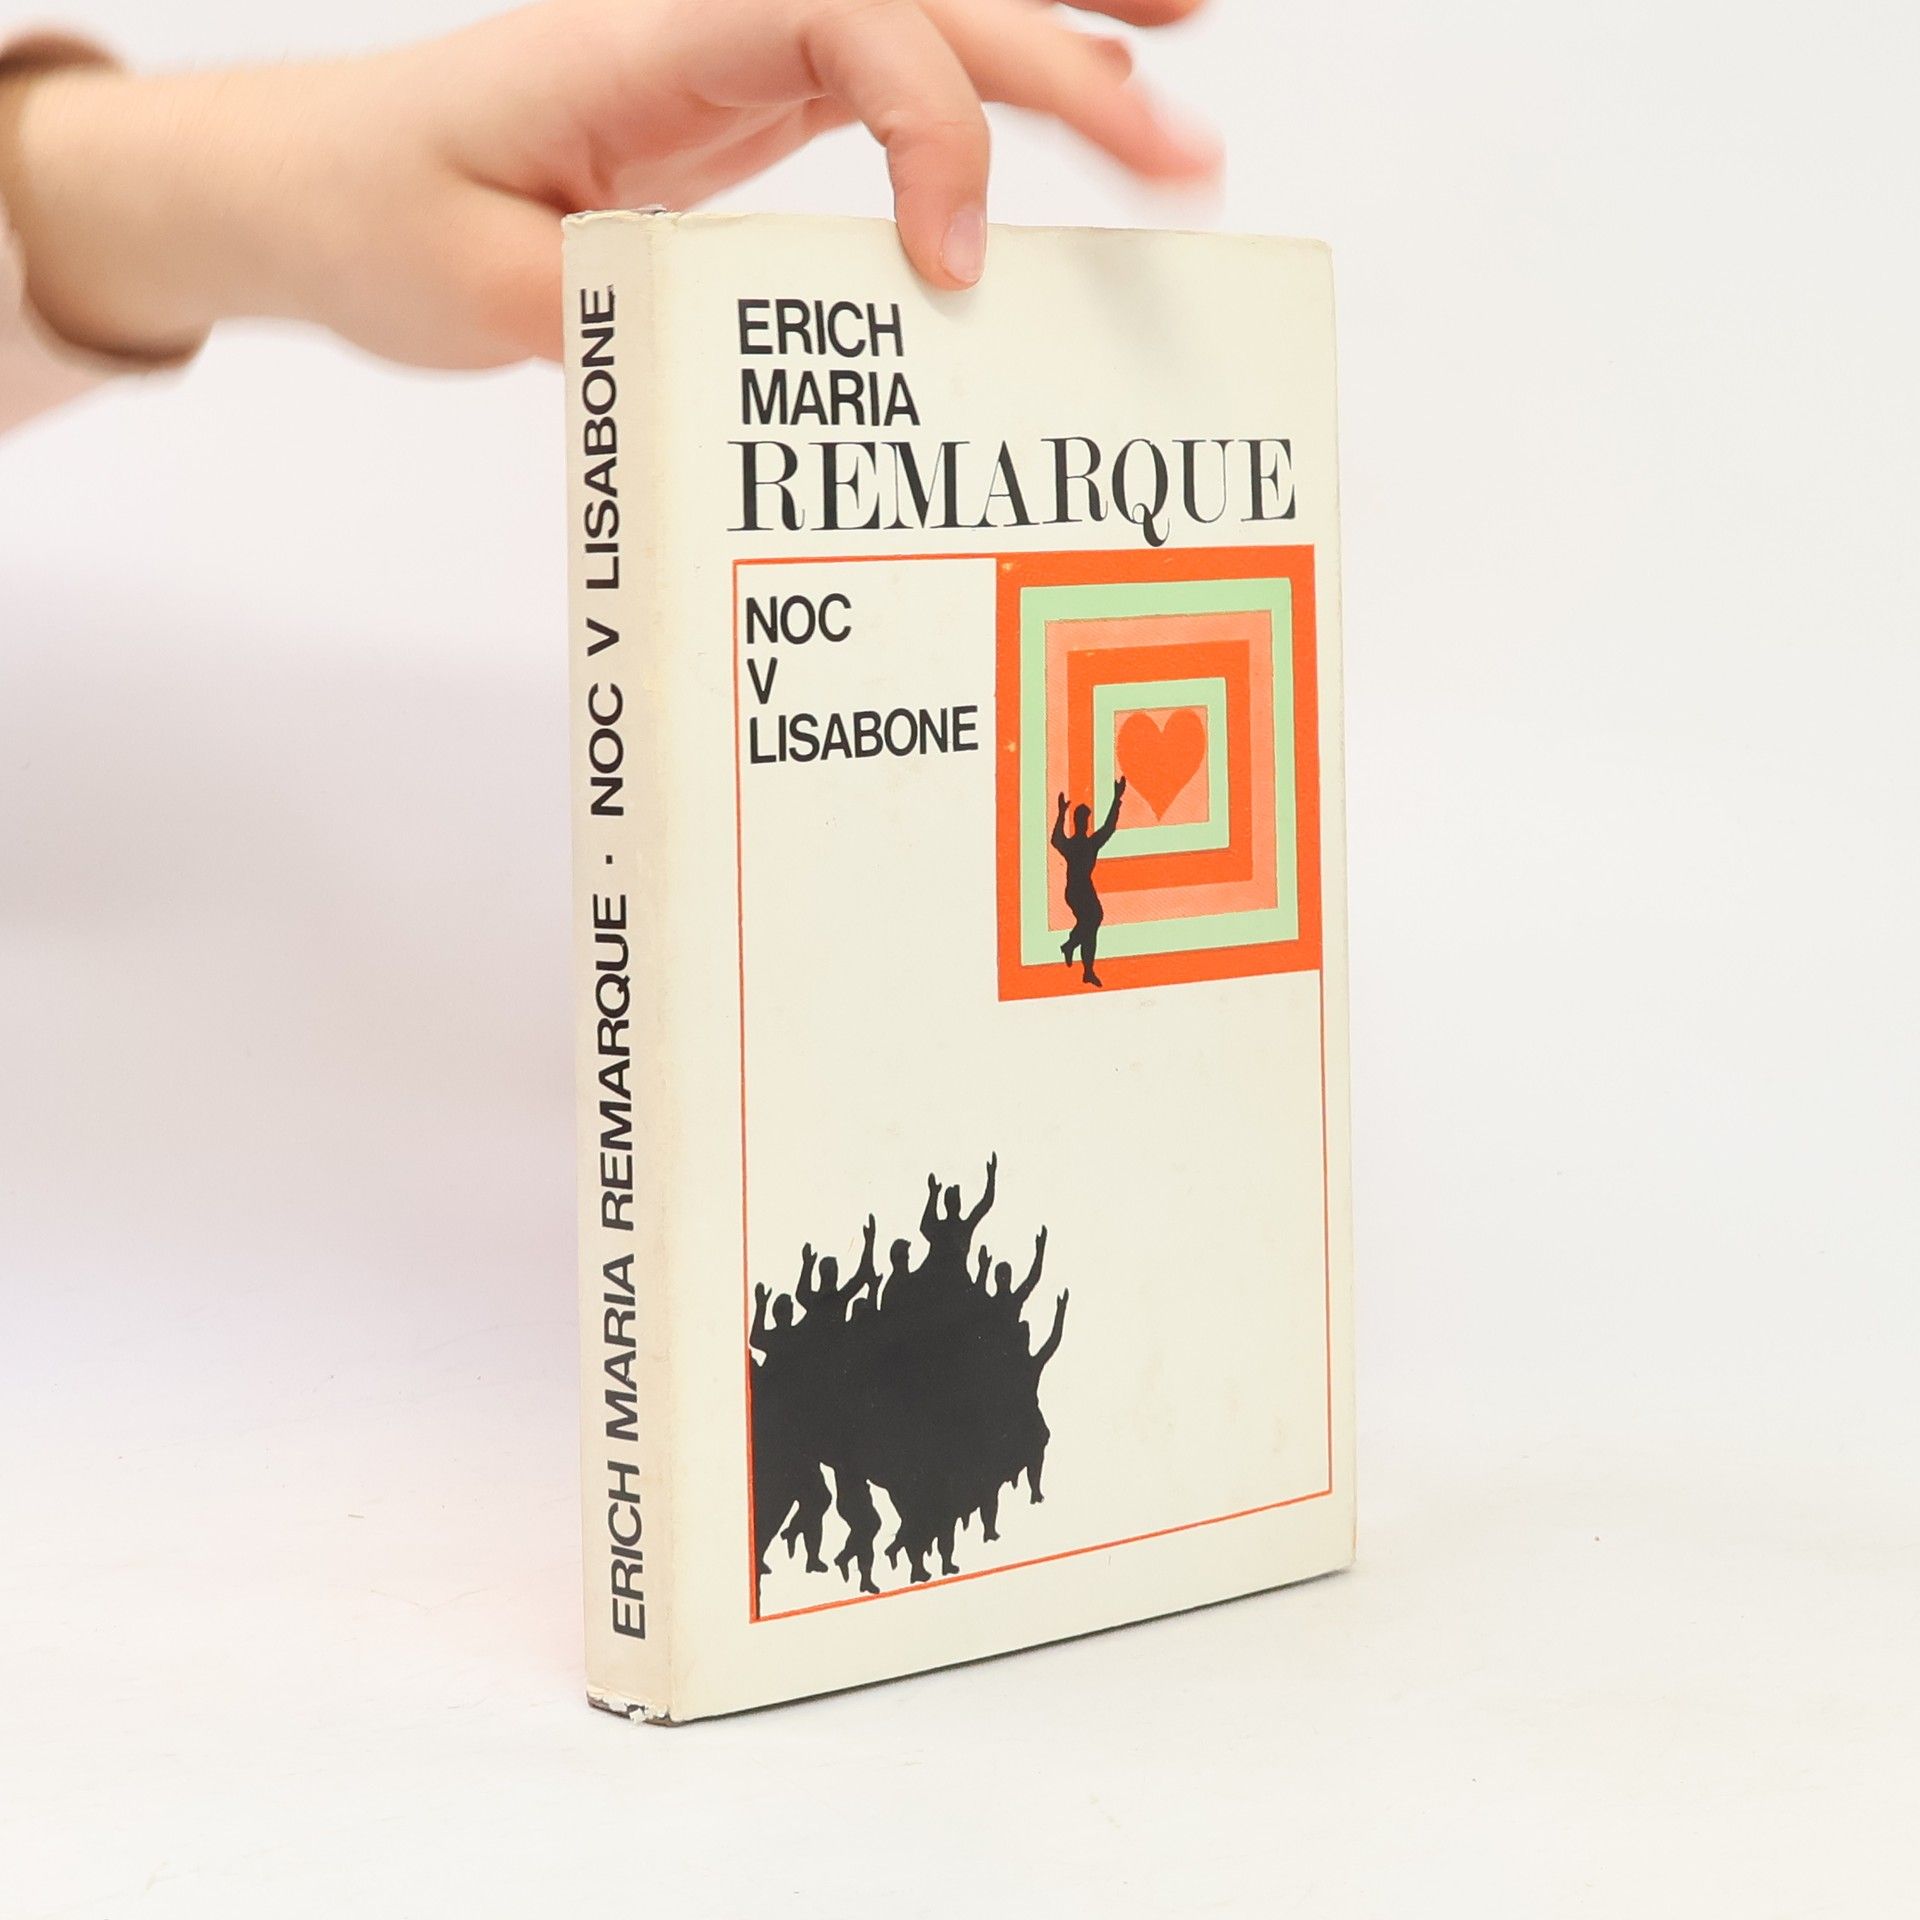 ERICH MARIA REMARQUE · NOC V LISABONE
ERICH
MARIA
REMARQUE
NOC
V
LISABONE